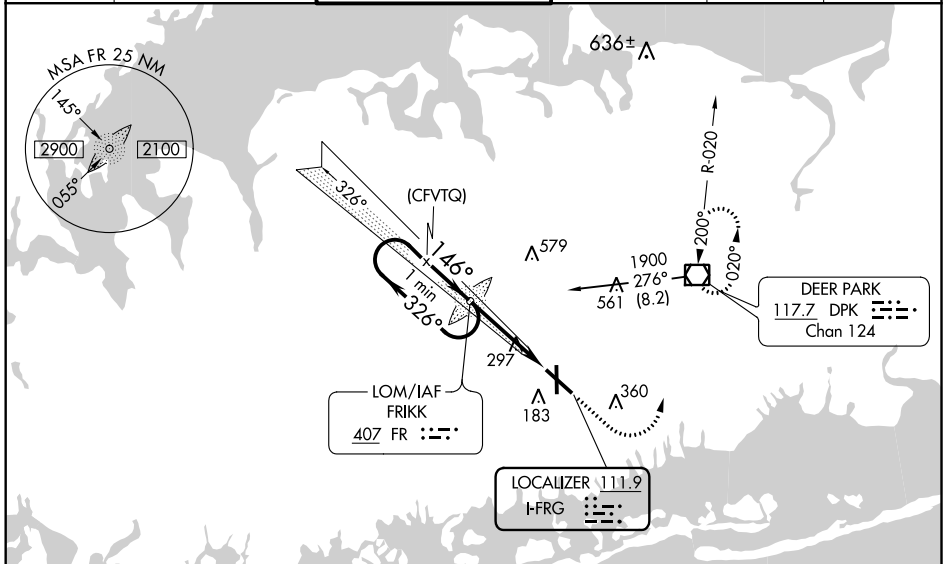 MSA FR 25 NM
145°
2900
2100
055°
636±
R-020
200°
020°
(CFVTQ)
326°
146°
1 min
326°
579
1900
276°
(8.2)
561
DEER PARK
117.7 DPK
Chan 124
297
LOM/IAF
FRIKK
407 FR
183
360
LOCALIZER 111.9
I-FRG